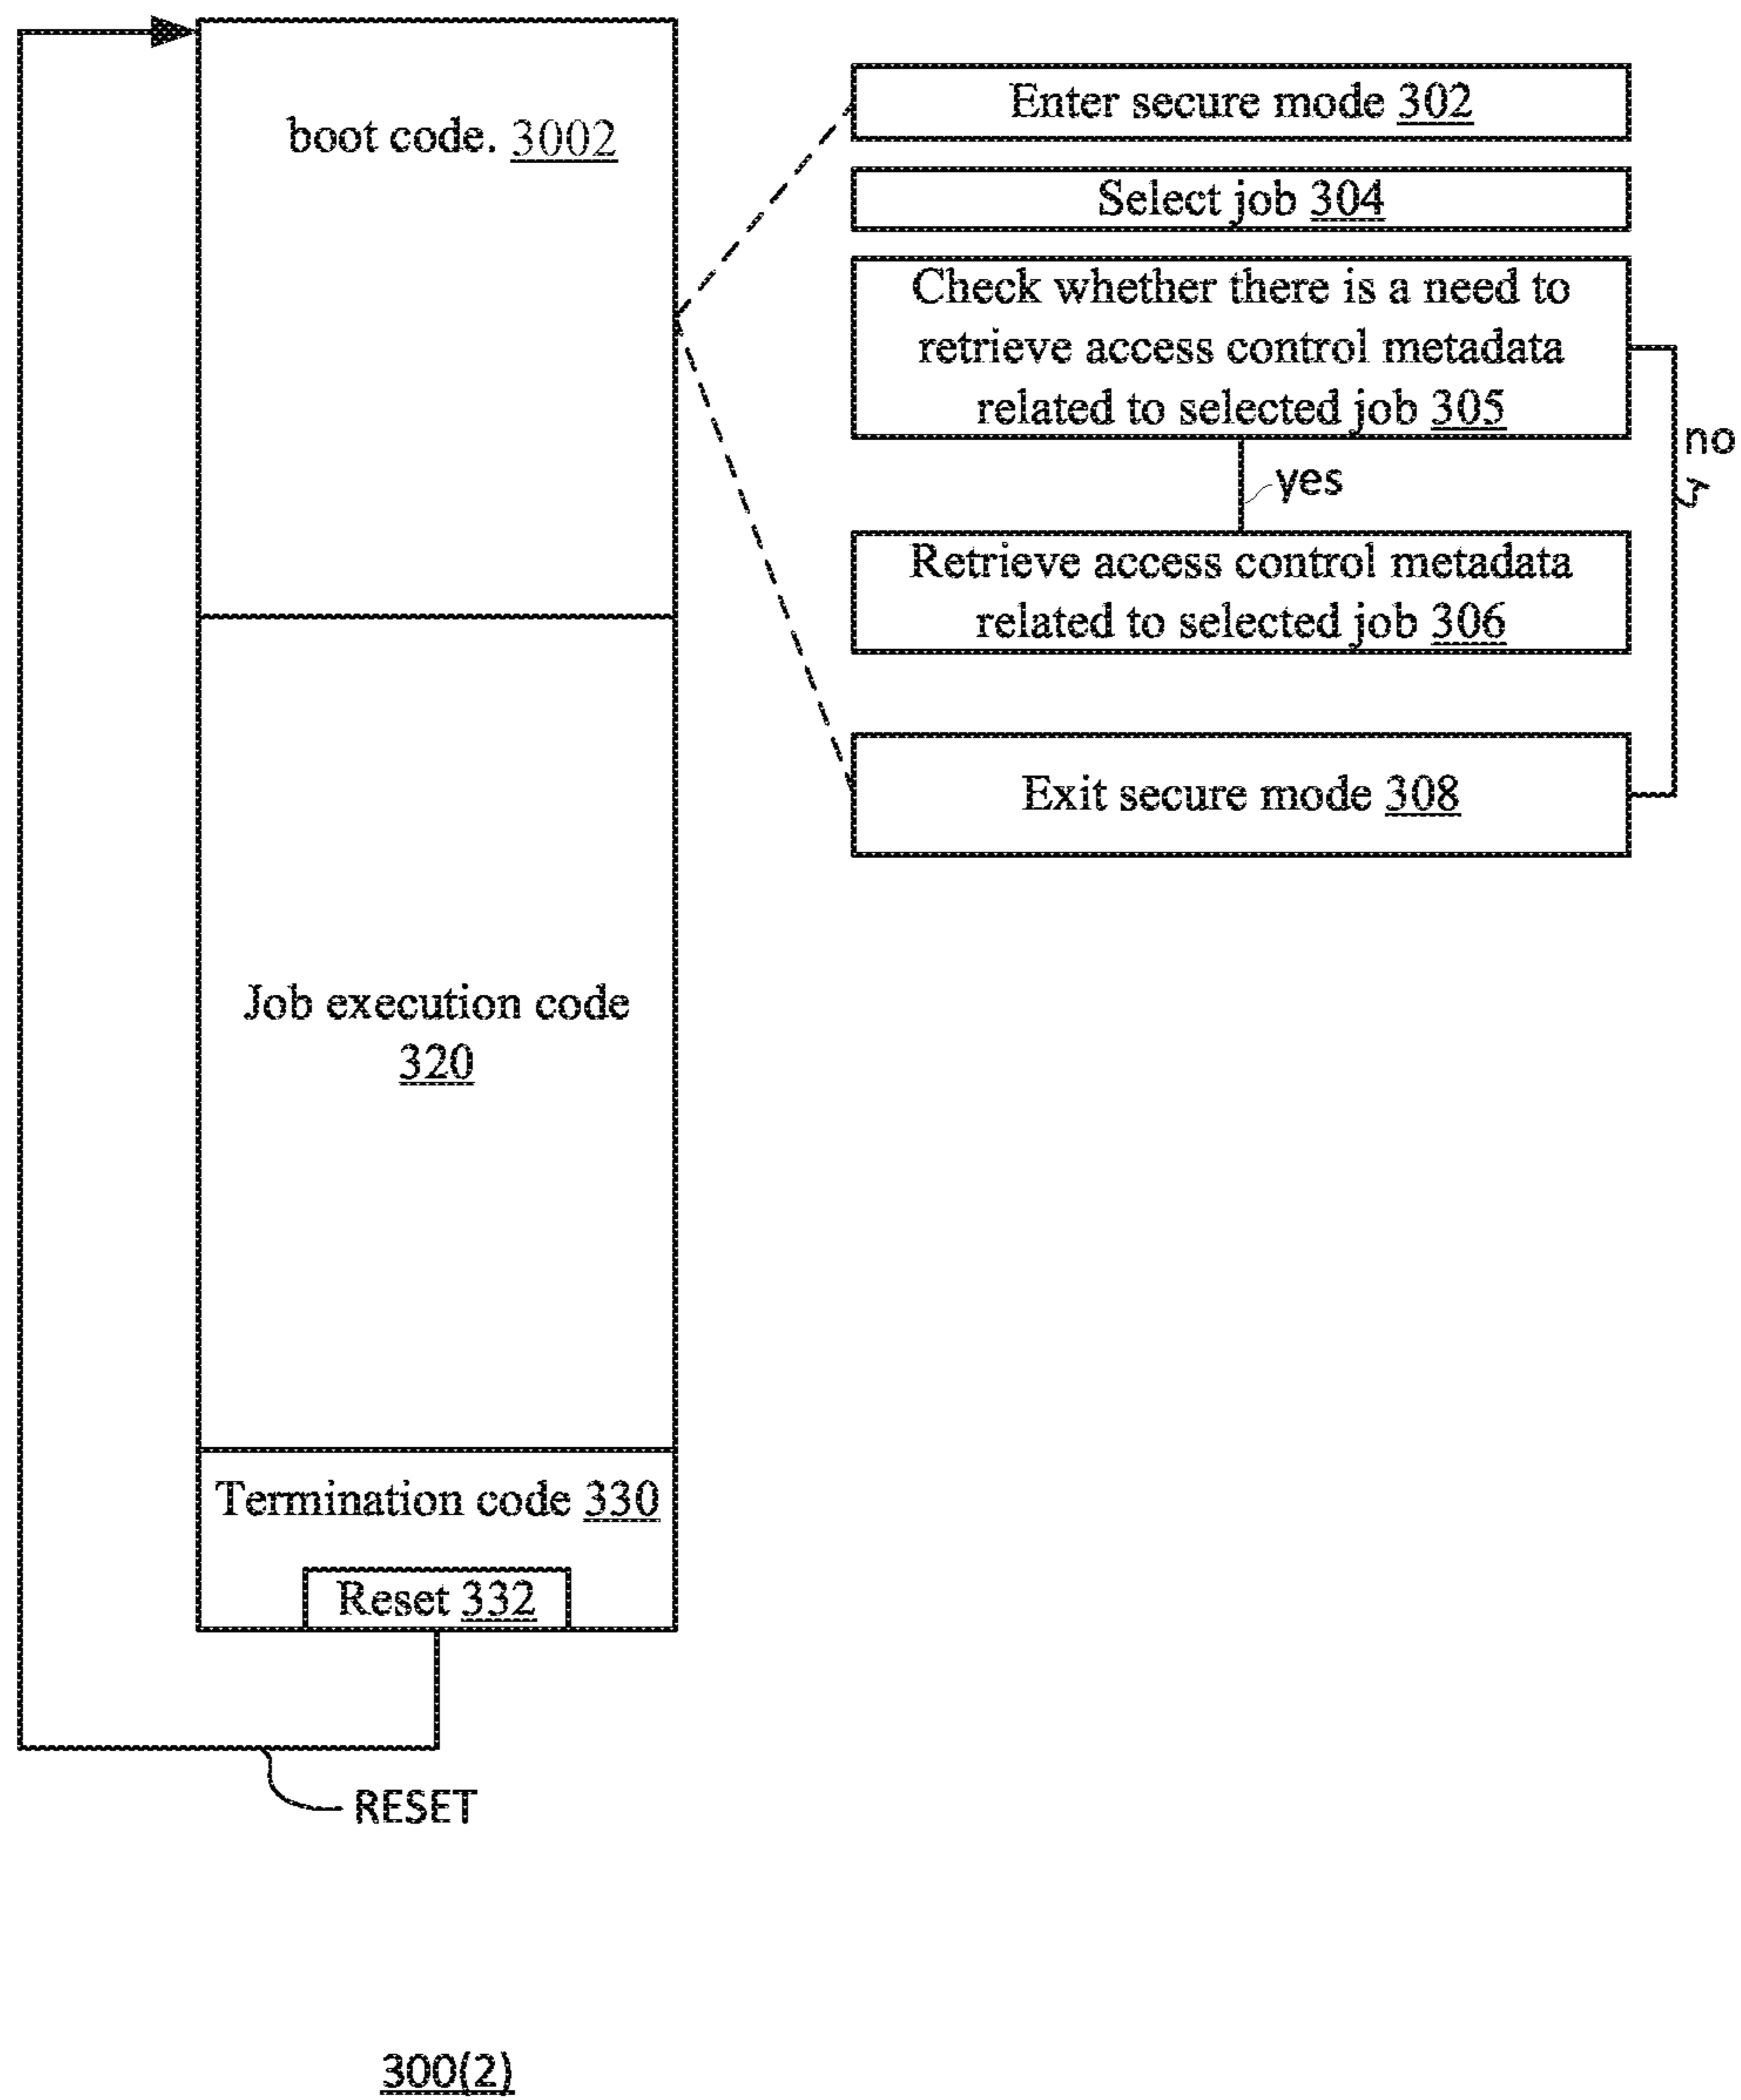 boot code. 3002
Enter secure mode 302
Select job 304
Check whether there is a need to
retrieve access control metadata
related to selected job 305
no
yes
Retrieve access control metadata
related to selected job 306
Exit secure mode 308
Job execution code
320
Termination code 330
Reset 332
RESET
300(2)